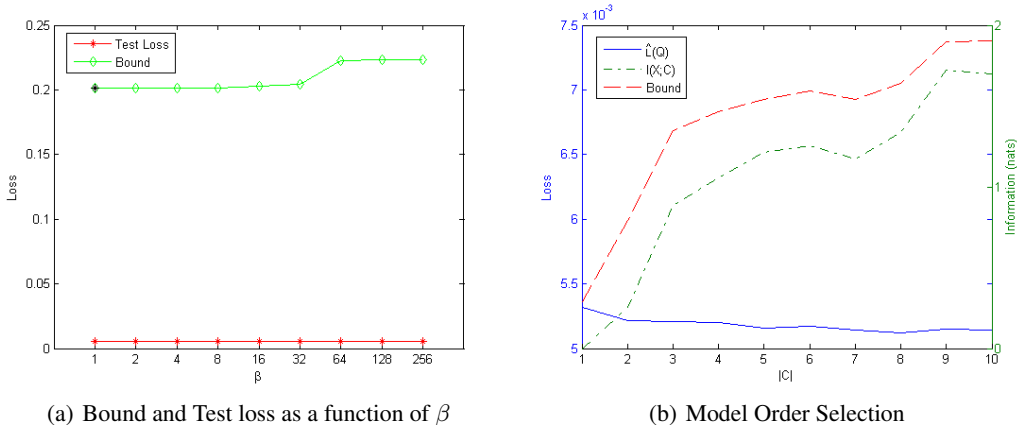 0.25
0.2
0.15
0.1
0.05
0
Loss
Test Loss
Bound
1 2 4 8 16 32 64 128 256
β
(a) Bound and Test loss as a function of β
x 10⁻³
7.5
7
6.5
6
5.5
5
Loss
L̂(Q)
I(X;C)
Bound
2
1
0
Information (nats)
1 2 3 4 5 6 7 8 9 10
|C|
(b) Model Order Selection